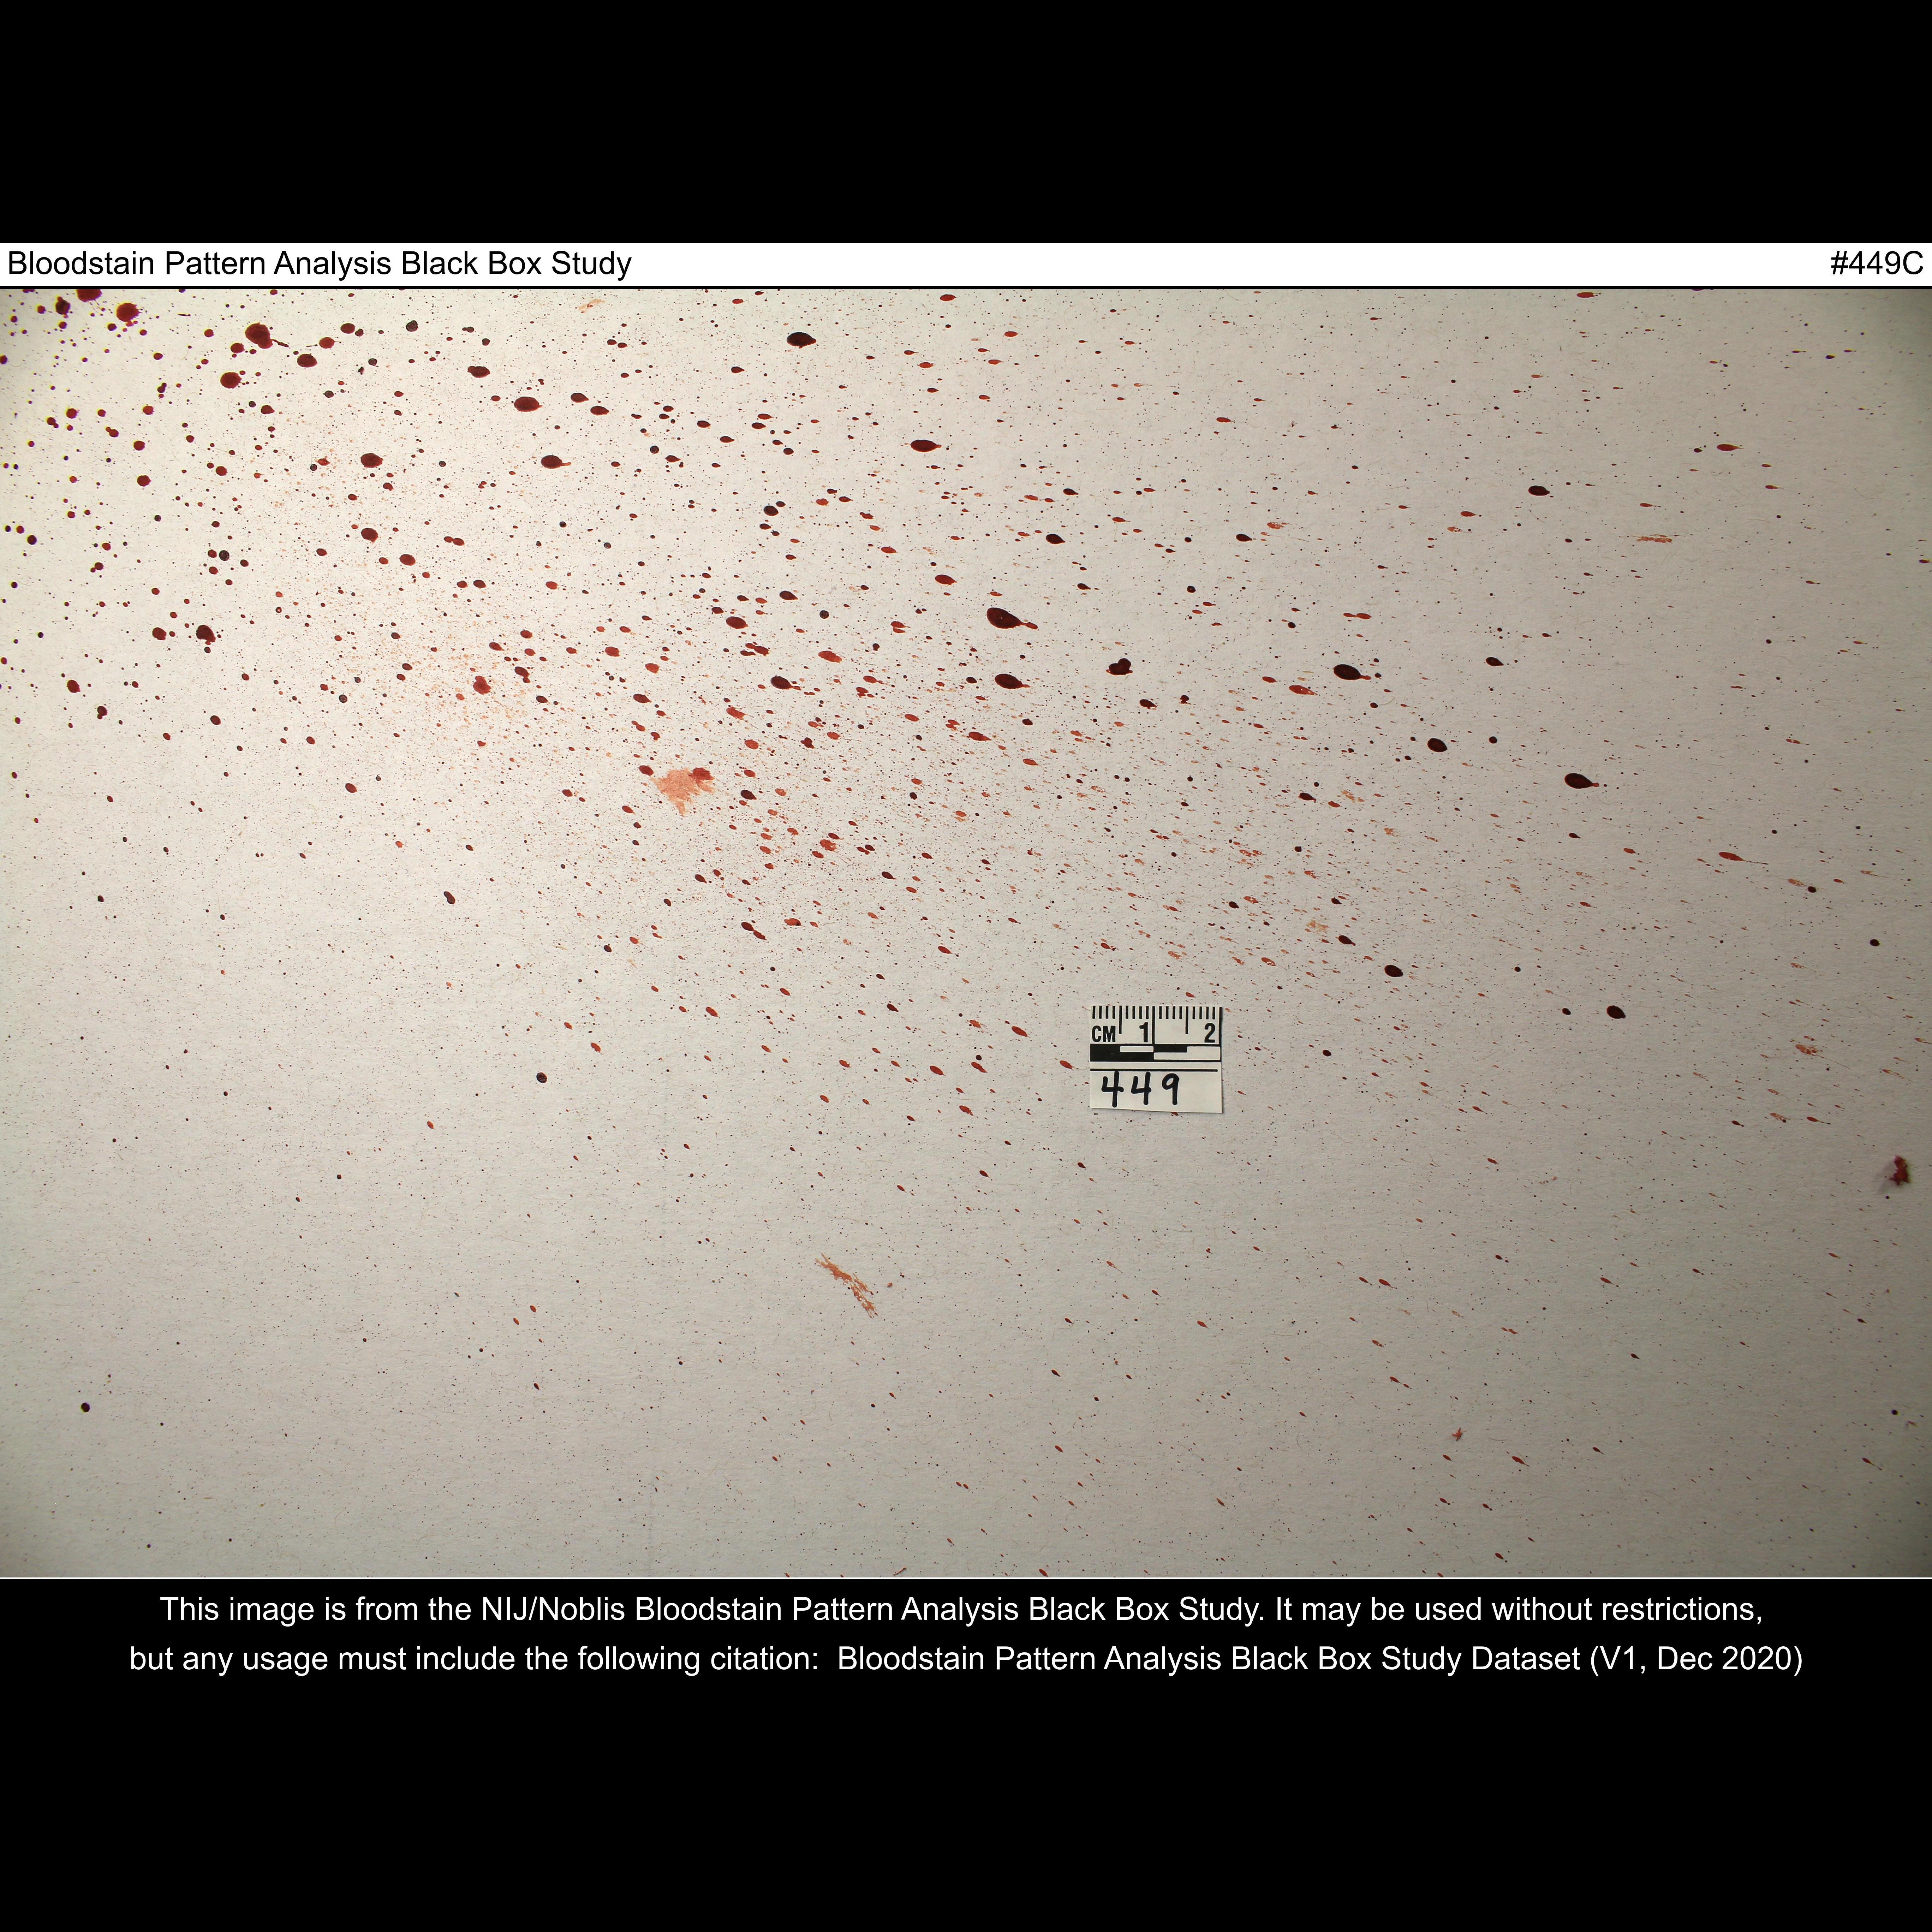 Bloodstain Pattern Analysis Black Box Study #449C
CM 1 2
449
This image is from the NIJ/Noblis Bloodstain Pattern Analysis Black Box Study. It may be used without restrictions,
but any usage must include the following citation:  Bloodstain Pattern Analysis Black Box Study Dataset (V1, Dec 2020)